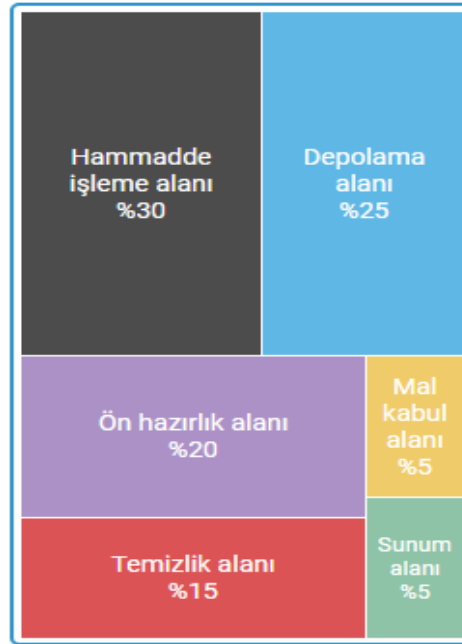 Hammadde
işleme alanı
%30
Depolama
alanı
%25
Ön hazırlık alanı
%20
Mal
kabul
alanı
%5
Temizlik alanı
%15
Sunum
alanı
%5